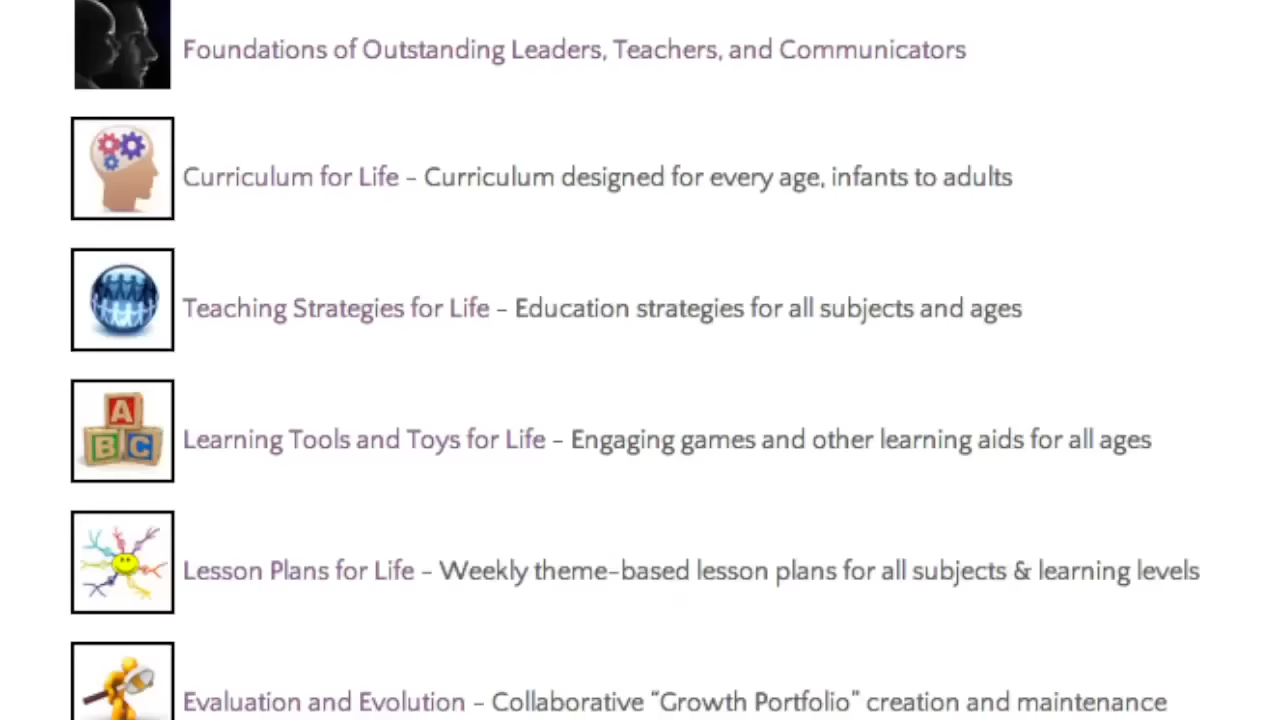 Foundations of Outstanding Leaders, Teachers, and Communicators
Curriculum for Life - Curriculum designed for every age, infants to adults
Teaching Strategies for Life - Education strategies for all subjects and ages
A
B C
Learning Tools and Toys for Life - Engaging games and other learning aids for all ages
Lesson Plans for Life - Weekly theme-based lesson plans for all subjects & learning levels
Evaluation and Evolution - Collaborative "Growth Portfolio" creation and maintenance